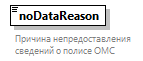 noDataReason
Причина непредоставления
сведений о полисе ОМС